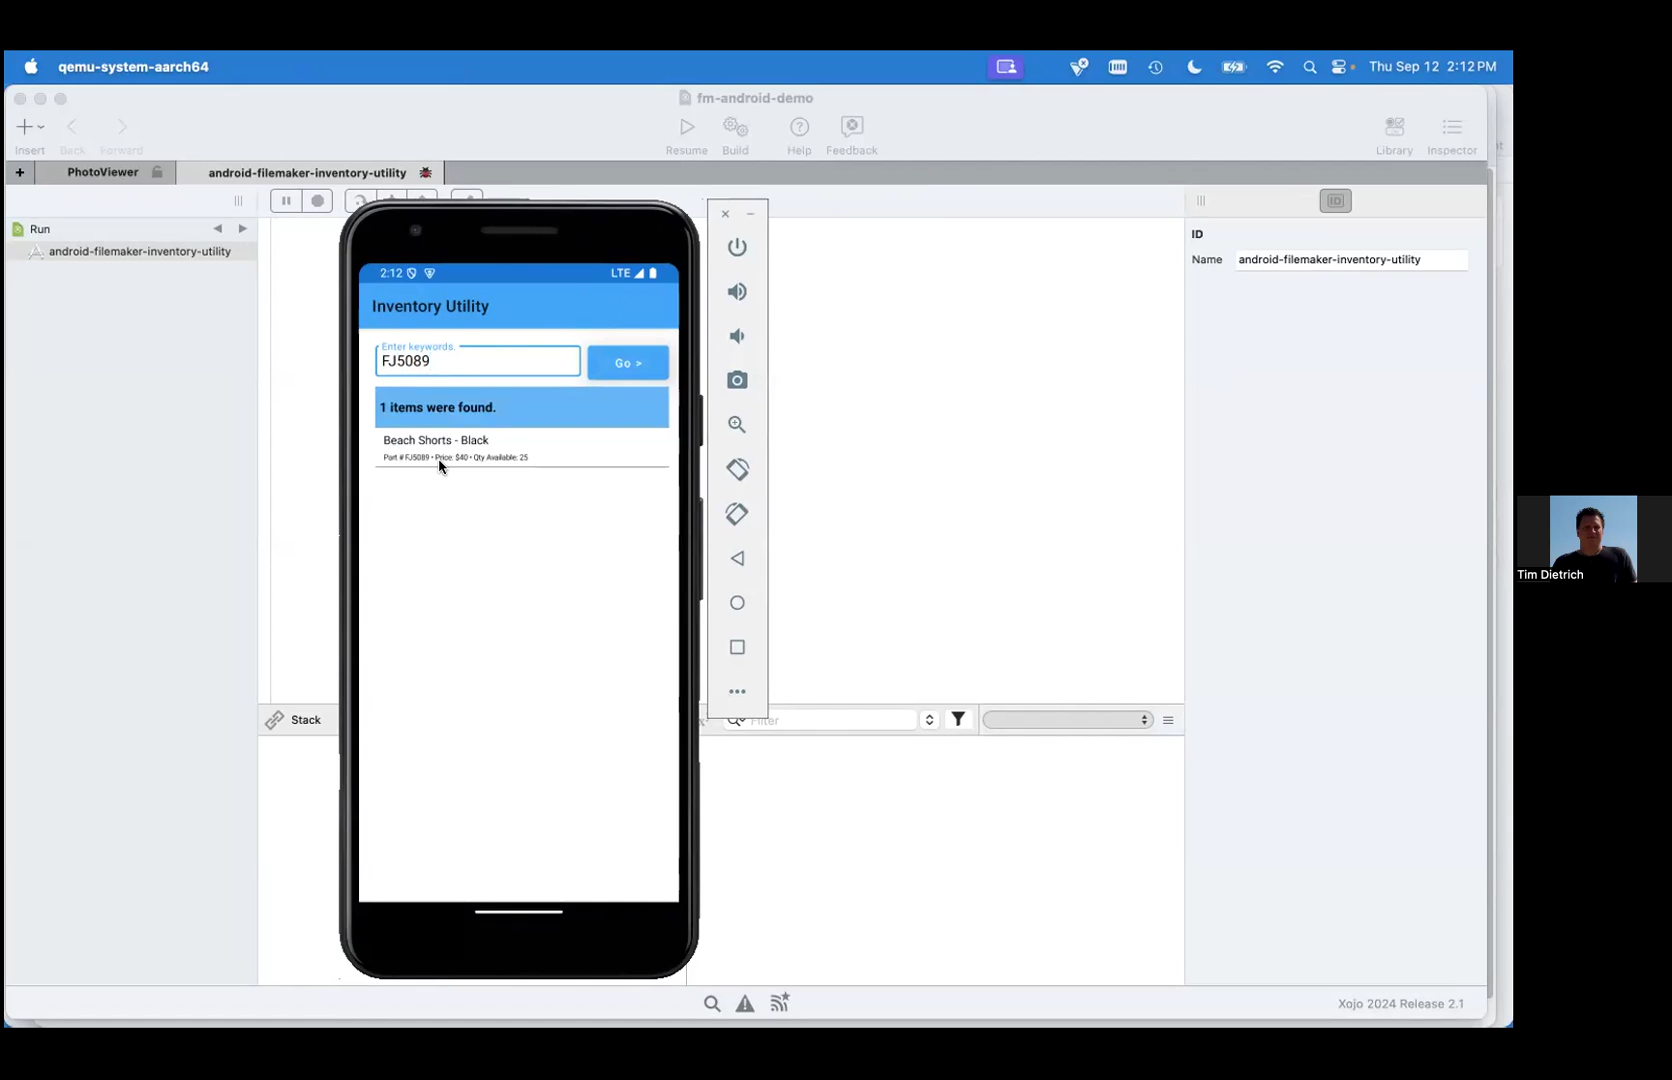 qemu-system-aarch64
Thu Sep 12 2:12 PM
fm-android-demo
Insert
Back
Forward
Resume
Build
Help
Feedback
Library
Inspector
+
PhotoViewer
android-filemaker-inventory-utility
Run
android-filemaker-inventory-utility
ID
ID
Name
android-filemaker-inventory-utility
2:12
LTE
Inventory Utility
Enter keywords.
FJ5089
Go >
1 items were found.
Beach Shorts - Black
Part # FJ5089 • Price: $40 • Qty Available: 25
Tim Dietrich
Stack
Filter
Xojo 2024 Release 2.1